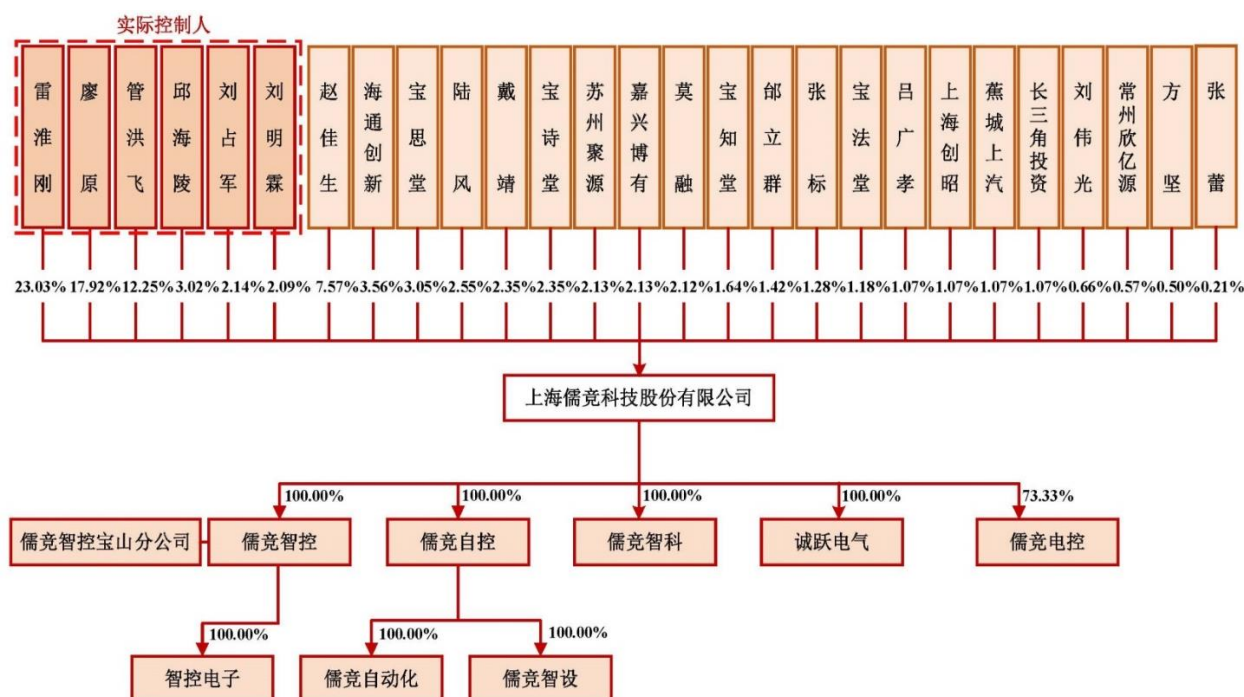 实际控制人
雷淮刚
廖原
管洪飞
邱海陵
刘占军
刘明霖
赵佳生
海通创新
宝思堂
陆风
戴靖
宝诗堂
苏州聚源
嘉兴博有
莫融
宝知堂
邰立群
张标
宝法堂
吕广孝
上海创昭
蕉城上汽
长三角投资
刘伟光
常州欣亿源
方坚
张蕾
23.03% 17.92% 12.25% 3.02% 2.14% 2.09% 7.57% 3.56% 3.05% 2.55% 2.35% 2.35% 2.13% 2.13% 2.12% 1.64% 1.42% 1.28% 1.18% 1.07% 1.07% 1.07% 1.07% 0.66% 0.57% 0.50% 0.21%
上海儒竞科技股份有限公司
100.00% 100.00% 100.00% 100.00% 73.33%
儒竞智控宝山分公司 儒竞智控 儒竞自控 儒竞智科 诚跃电气 儒竞电控
100.00% 100.00% 100.00%
智控电子 儒竞自动化 儒竞智设